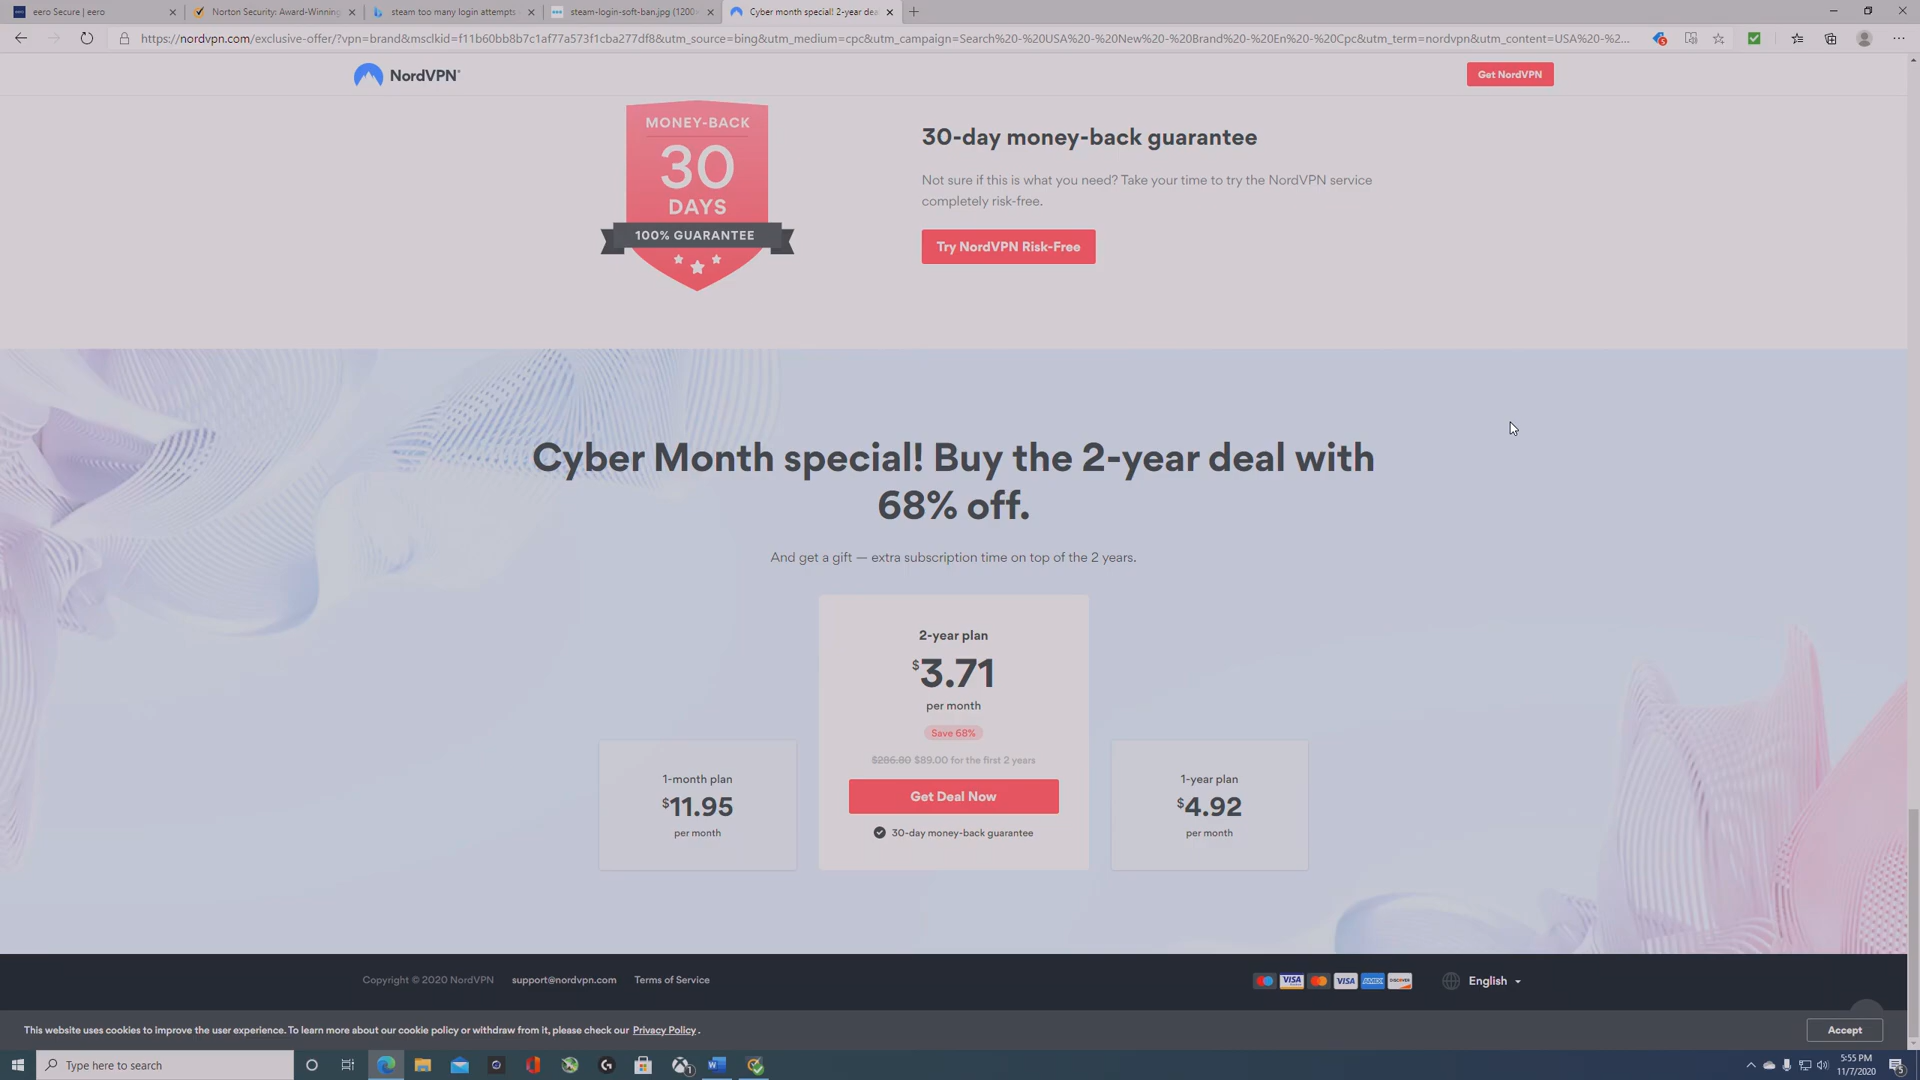 eero Secure | eero
Norton Security: Award-Winning
steam too many login attempts
steam-login-soft-ban.jpg (1200
Cyber month special! 2-year dea
https://nordvpn.com/exclusive-offer/?vpn=brand&msclkid=f11b60bb8b7c1af77a573f1cba277df8&utm_source=bing&utm_medium=cpc&utm_campaign=Search%20-%20USA%20-%20New%20-%20Brand%20-%20En%20-%20Cpc&utm_term=nordvpn&utm_content=USA%20-%2...
NordVPN®
Get NordVPN
MONEY-BACK
30
DAYS
100% GUARANTEE
30-day money-back guarantee
Not sure if this is what you need? Take your time to try the NordVPN service
completely risk-free.
Try NordVPN Risk-Free
Cyber Month special! Buy the 2-year deal with
68% off.
And get a gift — extra subscription time on top of the 2 years.
2-year plan
$3.71
per month
Save 68%
$286.80 $89.00 for the first 2 years
Get Deal Now
30-day money-back guarantee
1-month plan
$11.95
per month
1-year plan
$4.92
per month
Copyright © 2020 NordVPN
support@nordvpn.com
Terms of Service
VISA
VISA
AMEX
DISCOVER
English
This website uses cookies to improve the user experience. To learn more about our cookie policy or withdraw from it, please check our Privacy Policy.
Accept
Type here to search
5:55 PM
11/7/2020